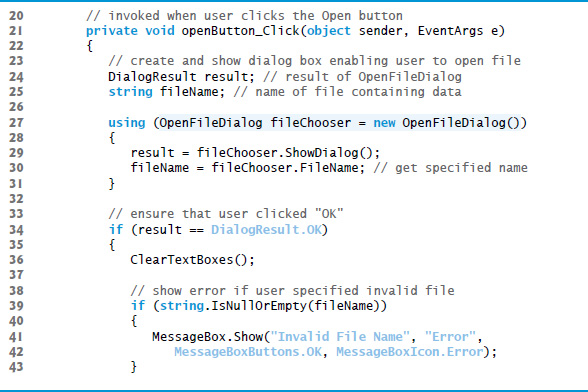 20 // invoked when user clicks the Open button
21 private void openButton_Click(object sender, EventArgs e)
22 {
23 // create and show dialog box enabling user to open file
24 DialogResult result; // result of OpenFileDialog
25 string fileName; // name of file containing data
26
27 using (OpenFileDialog fileChooser = new OpenFileDialog())
28 {
29 result = fileChooser.ShowDialog();
30 fileName = fileChooser.FileName; // get specified name
31 }
32
33 // ensure that user clicked "OK"
34 if (result == DialogResult.OK)
35 {
36 ClearTextBoxes();
37
38 // show error if user specified invalid file
39 if (string.IsNullOrEmpty(fileName))
40 {
41 MessageBox.Show("Invalid File Name", "Error",
42 MessageBoxButtons.OK, MessageBoxIcon.Error);
43 }